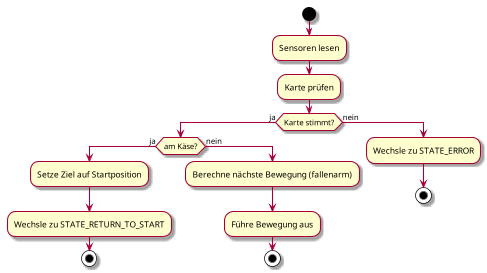 Sensoren lesen
Karte prüfen
Karte stimmt?
ja
nein
am Käse?
ja
nein
Setze Ziel auf Startposition
Wechsle zu STATE_RETURN_TO_START
Berechne nächste Bewegung (fallenarm)
Führe Bewegung aus
Wechsle zu STATE_ERROR